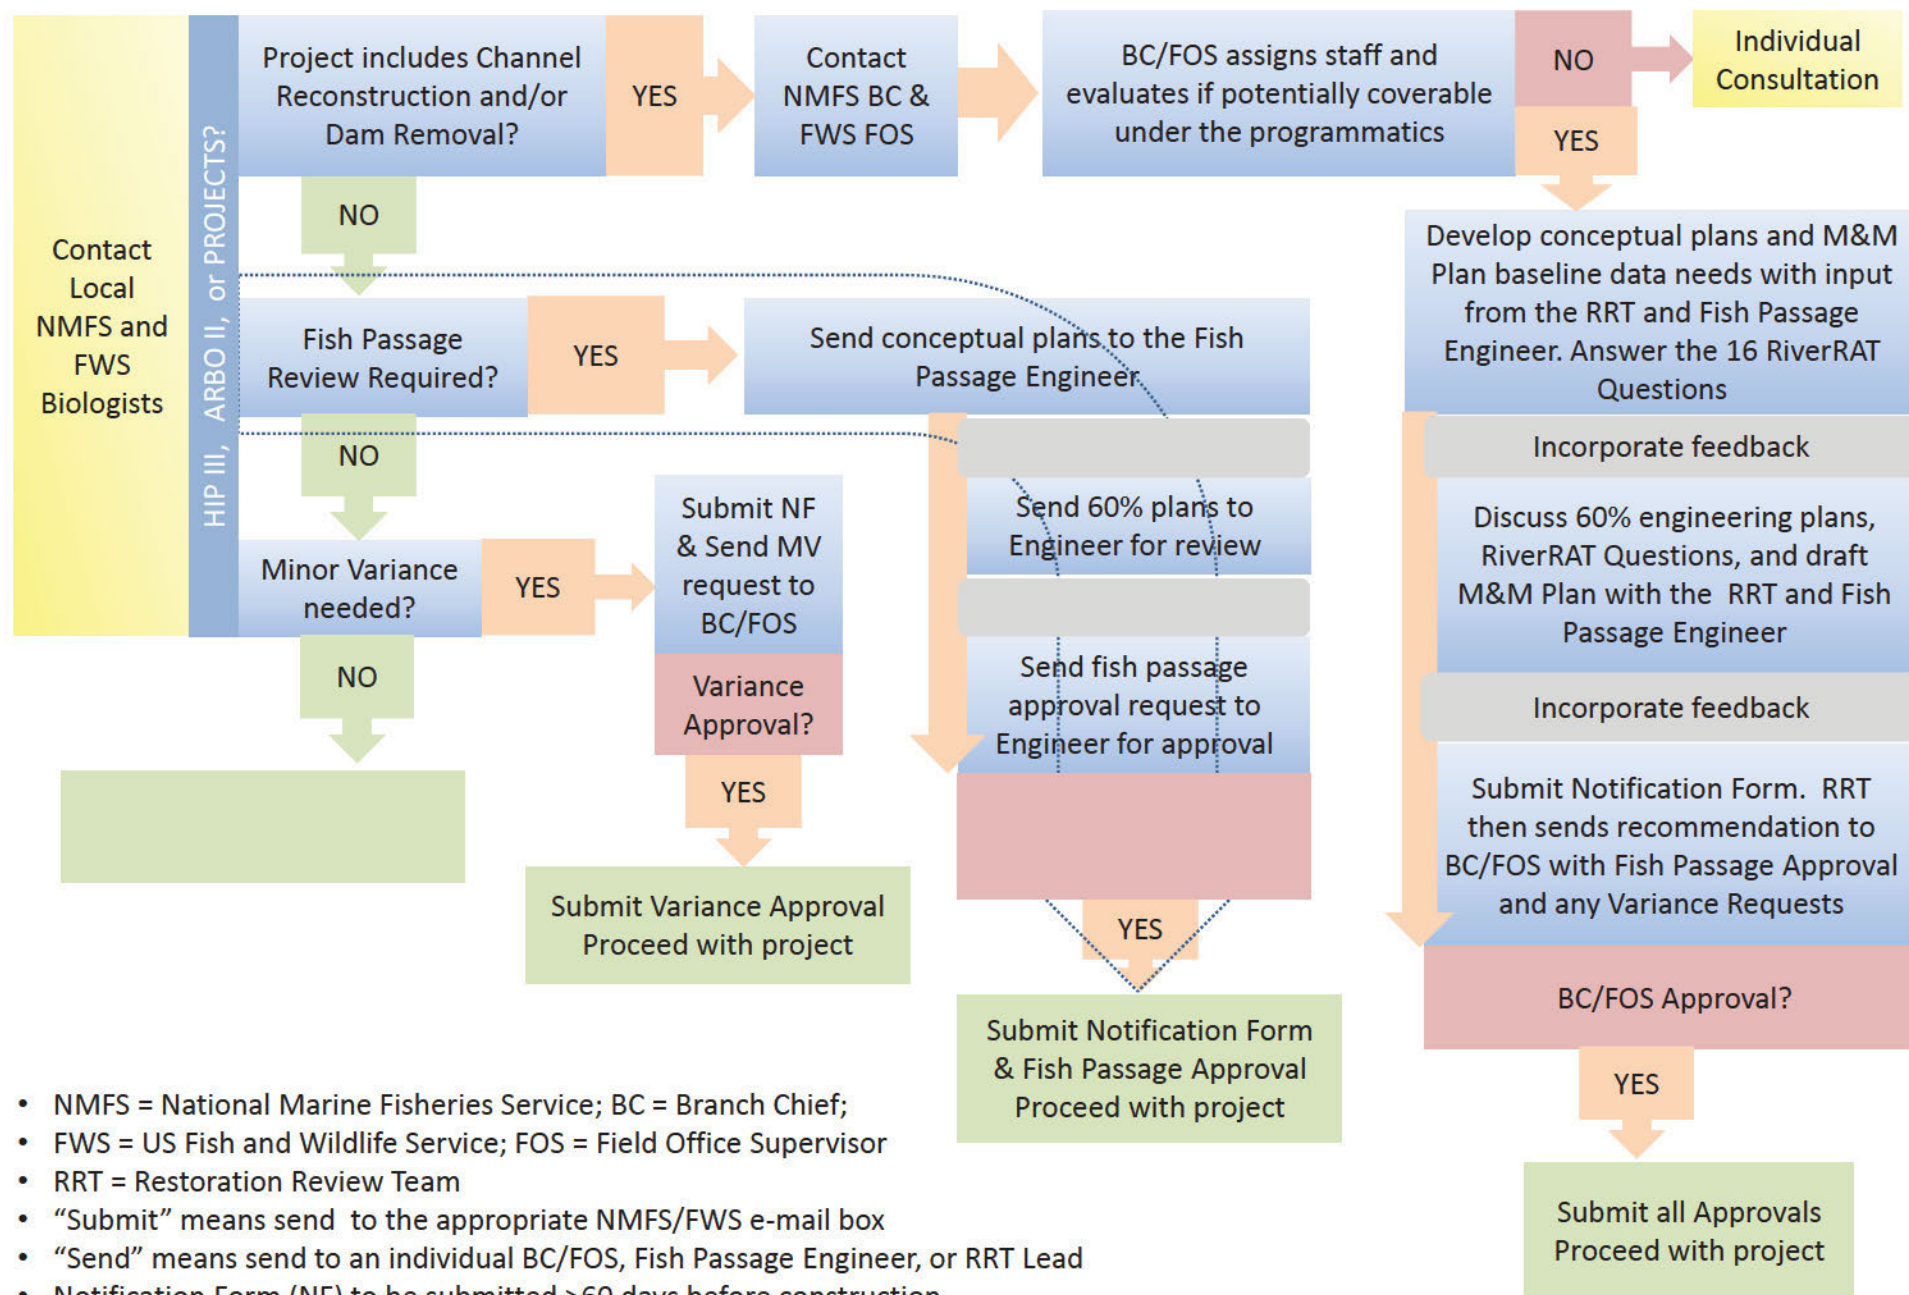 Contact
Local
NMFS and
FWS
Biologists
HIP III, ARBO II, or PROJECTS?
Project includes Channel
Reconstruction and/or
Dam Removal?
YES
Contact
NMFS BC &
FWS FOS
BC/FOS assigns staff and
evaluates if potentially coverable
under the programmatics
NO
Individual
Consultation
YES
NO
Develop conceptual plans and M&M
Plan baseline data needs with input
from the RRT and Fish Passage
Engineer. Answer the 16 RiverRAT
Questions
Fish Passage
Review Required?
YES
Send conceptual plans to the Fish
Passage Engineer
NO
Incorporate feedback
Send 60% plans to
Engineer for review
Discuss 60% engineering plans,
RiverRAT Questions, and draft
M&M Plan with the RRT and Fish
Passage Engineer
Minor Variance
needed?
YES
Submit NF
& Send MV
request to
BC/FOS
Variance
Approval?
YES
Submit Variance Approval
Proceed with project
NO
Send fish passage
approval request to
Engineer for approval
YES
Submit Notification Form
& Fish Passage Approval
Proceed with project
Incorporate feedback
Submit Notification Form. RRT
then sends recommendation to
BC/FOS with Fish Passage Approval
and any Variance Requests
BC/FOS Approval?
YES
Submit all Approvals
Proceed with project
• NMFS = National Marine Fisheries Service; BC = Branch Chief;
• FWS = US Fish and Wildlife Service; FOS = Field Office Supervisor
• RRT = Restoration Review Team
• “Submit” means send to the appropriate NMFS/FWS e-mail box
• “Send” means send to an individual BC/FOS, Fish Passage Engineer, or RRT Lead
• Notification Form (NF) to be submitted >60 days before construction